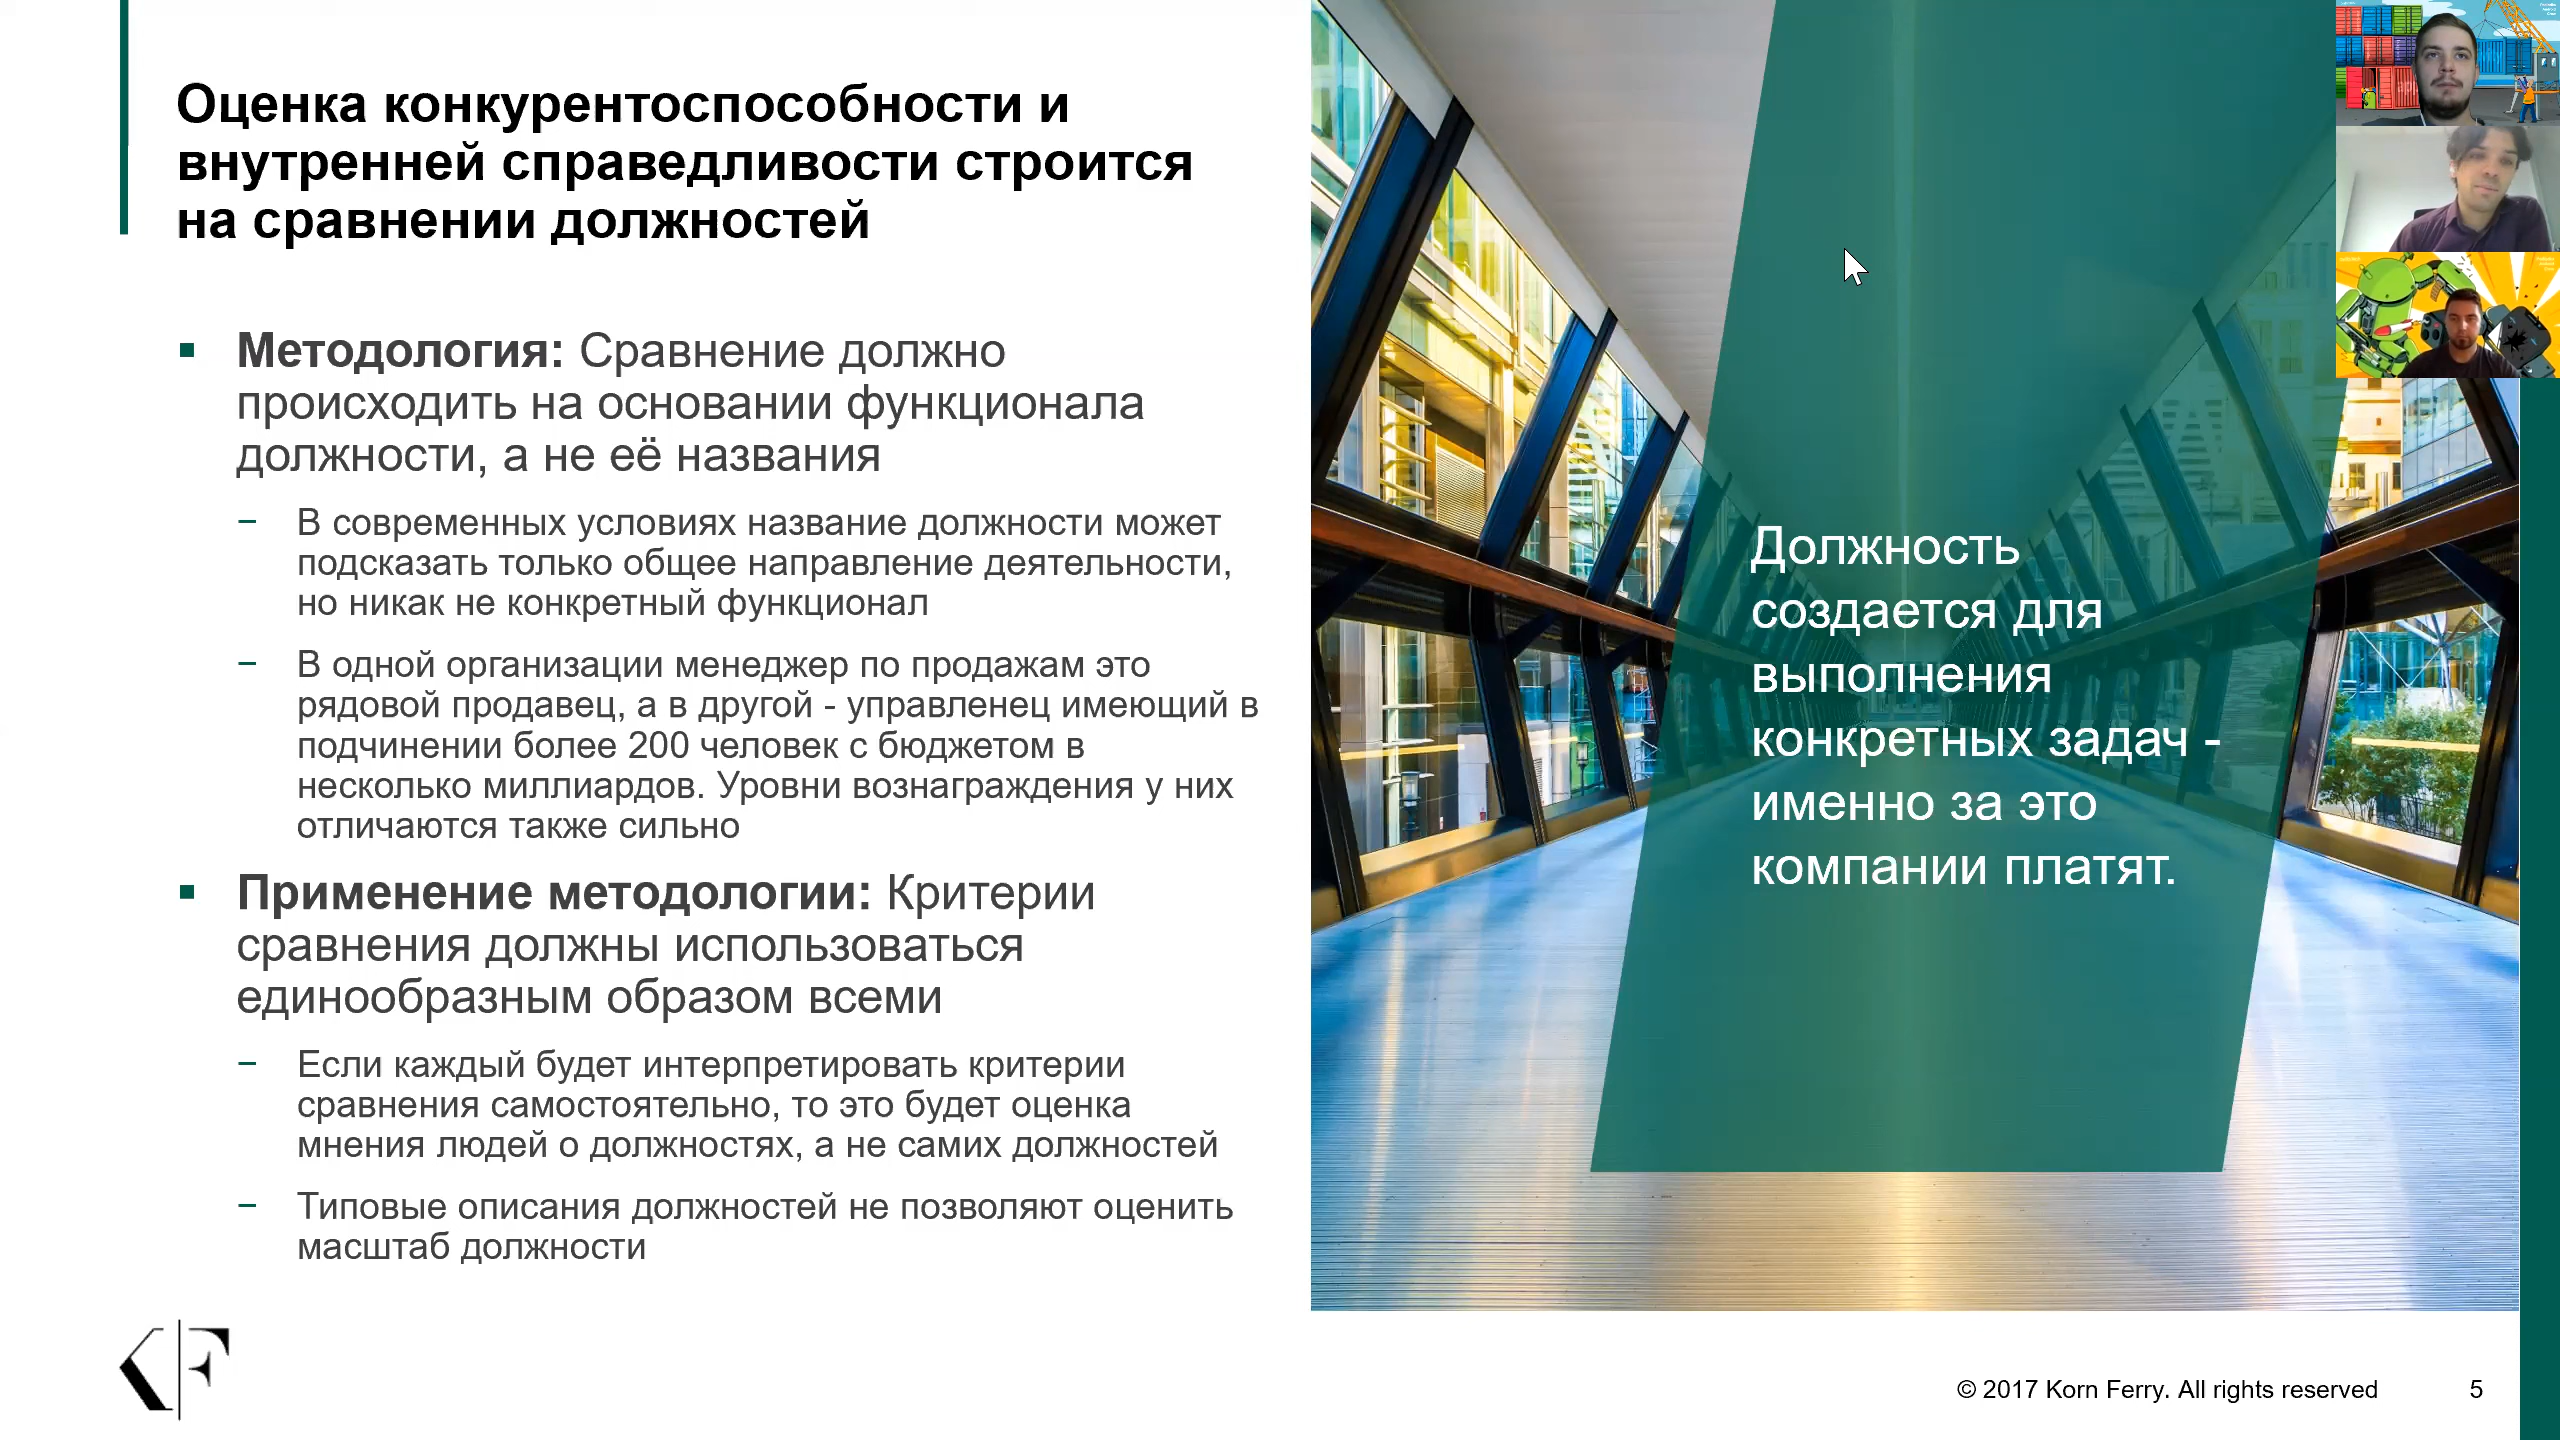 Оценка конкурентоспособности и
внутренней справедливости строится
на сравнении должностей
▪ Методология: Сравнение должно
происходить на основании функционала
должности, а не её названия
– В современных условиях название должности может
подсказать только общее направление деятельности,
но никак не конкретный функционал
– В одной организации менеджер по продажам это
рядовой продавец, а в другой - управленец имеющий в
подчинении более 200 человек с бюджетом в
несколько миллиардов. Уровни вознаграждения у них
отличаются также сильно
▪ Применение методологии: Критерии
сравнения должны использоваться
единообразным образом всеми
– Если каждый будет интерпретировать критерии
сравнения самостоятельно, то это будет оценка
мнения людей о должностях, а не самих должностей
– Типовые описания должностей не позволяют оценить
масштаб должности
Должность
создается для
выполнения
конкретных задач -
именно за это
компании платят.
KF
© 2017 Korn Ferry. All rights reserved
5